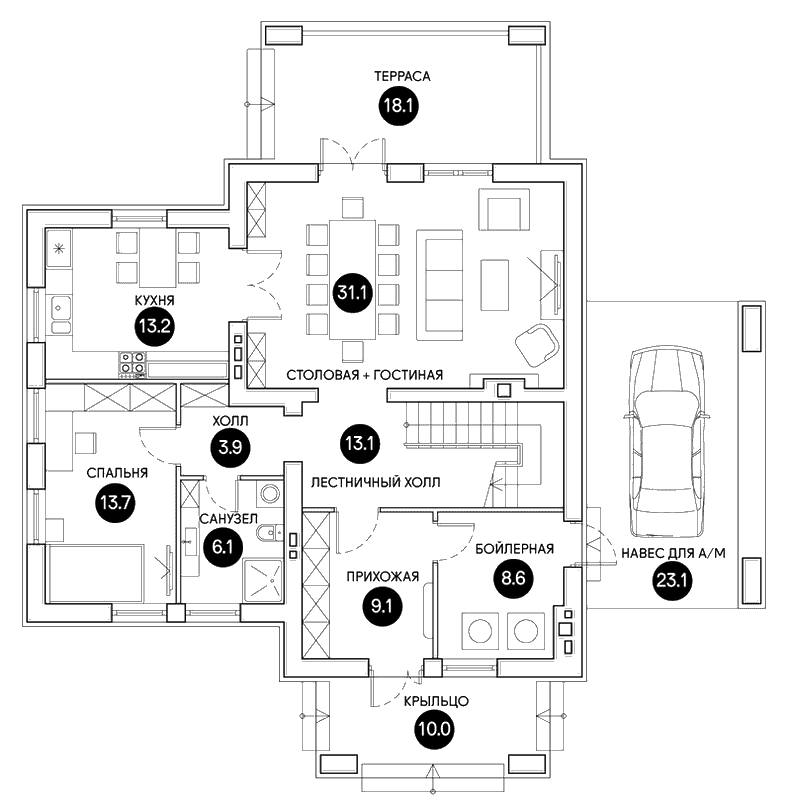 ТЕРРАСА
18.1
КУХНЯ
13.2
31.1
СТОЛОВАЯ + ГОСТИНАЯ
ХОЛЛ
3.9
13.1
ЛЕСТНИЧНЫЙ ХОЛЛ
СПАЛЬНЯ
13.7
САНУЗЕЛ
6.1
ПРИХОЖАЯ
9.1
БОЙЛЕРНАЯ
8.6
НАВЕС ДЛЯ А/М
23.1
КРЫЛЬЦО
10.0